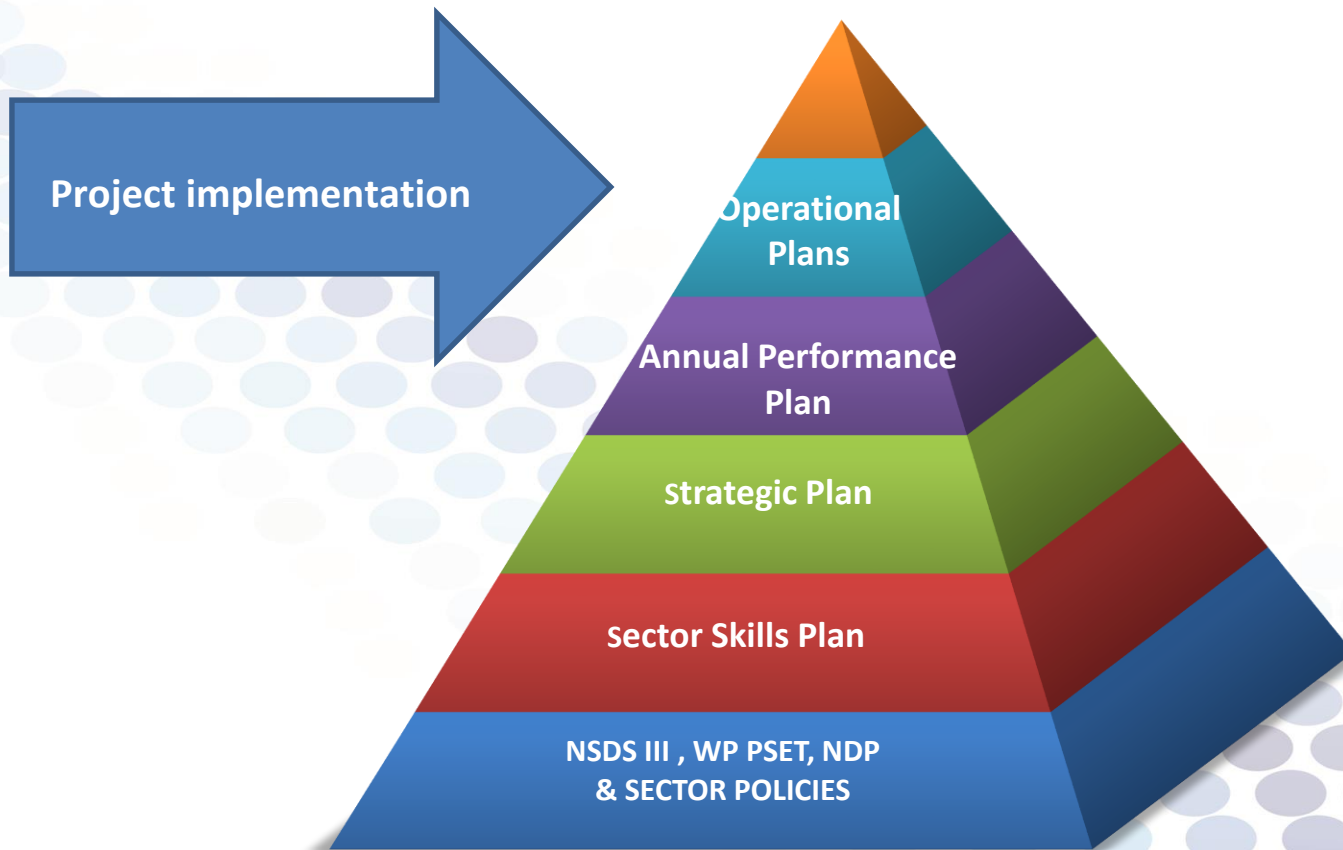 Project implementation
Operational
Plans
Annual Performance
Plan
Strategic Plan
Sector Skills Plan
NSDS III , WP PSET, NDP
& SECTOR POLICIES